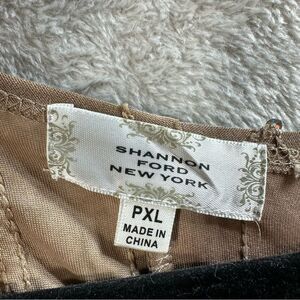 SHANNON
FORD
NEW YORK
PXL
MADE IN
CHINA